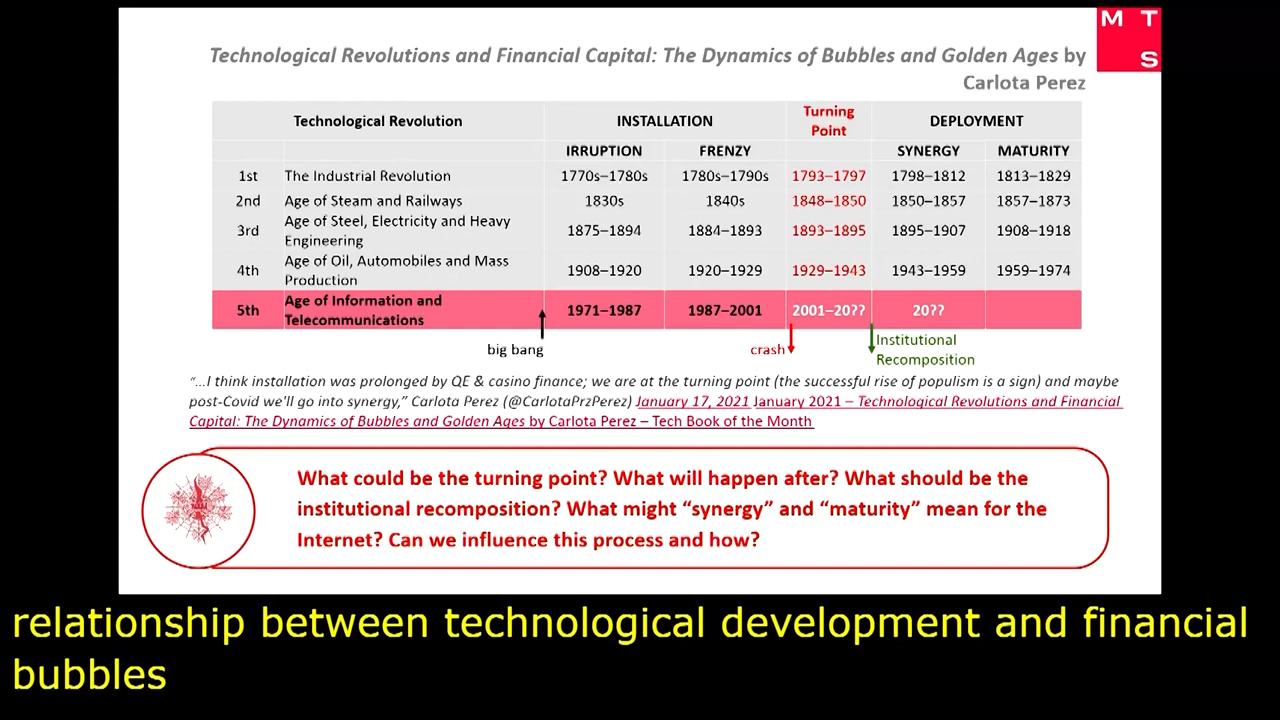 M T
S
Technological Revolutions and Financial Capital: The Dynamics of Bubbles and Golden Ages by
Carlota Perez
Technological Revolution INSTALLATION Turning Point DEPLOYMENT
IRRUPTION FRENZY SYNERGY MATURITY
1st The Industrial Revolution 1770s–1780s 1780s–1790s 1793–1797 1798–1812 1813–1829
2nd Age of Steam and Railways 1830s 1840s 1848–1850 1850–1857 1857–1873
3rd Age of Steel, Electricity and Heavy Engineering 1875–1894 1884–1893 1893–1895 1895–1907 1908–1918
4th Age of Oil, Automobiles and Mass Production 1908–1920 1920–1929 1929–1943 1943–1959 1959–1974
5th Age of Information and Telecommunications 1971–1987 1987–2001 2001–20?? 20??
big bang
crash
Institutional
Recomposition
“...I think installation was prolonged by QE & casino finance; we are at the turning point (the successful rise of populism is a sign) and maybe
post-Covid we'll go into synergy,” Carlota Perez (@CarlotaPrzPerez) January 17, 2021 January 2021 – Technological Revolutions and Financial
Capital: The Dynamics of Bubbles and Golden Ages by Carlota Perez – Tech Book of the Month
What could be the turning point? What will happen after? What should be the
institutional recomposition? What might “synergy” and “maturity” mean for the
Internet? Can we influence this process and how?
relationship between technological development and financial
bubbles